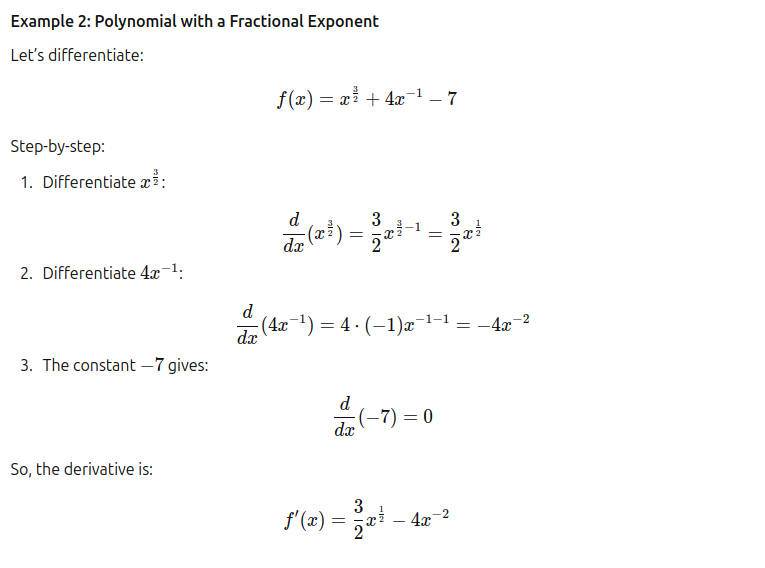 Example 2: Polynomial with a Fractional Exponent
Let's differentiate:
f(x) = x^{\frac{3}{2}} + 4x^{-1} − 7
Step-by-step:
1. Differentiate x^{\frac{3}{2}}:
\frac{d}{dx}(x^{\frac{3}{2}}) = \frac{3}{2}x^{\frac{3}{2}-1} = \frac{3}{2}x^{\frac{1}{2}}
2. Differentiate 4x^{-1}:
\frac{d}{dx}(4x^{-1}) = 4 · (−1)x^{-1-1} = −4x^{-2}
3. The constant −7 gives:
\frac{d}{dx}(−7) = 0
So, the derivative is:
f'(x) = \frac{3}{2}x^{\frac{1}{2}} − 4x^{-2}